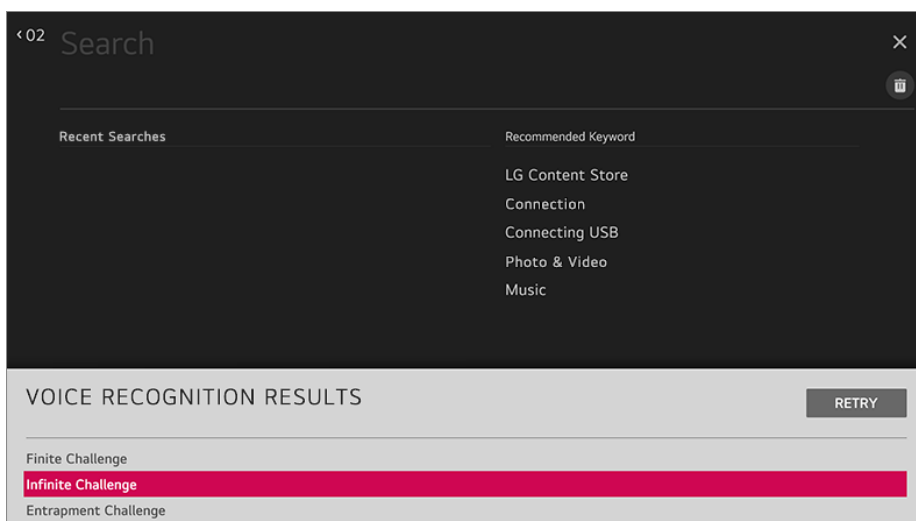 ‹02
Search
Recent Searches
Recommended Keyword
LG Content Store
Connection
Connecting USB
Photo & Video
Music
VOICE RECOGNITION RESULTS
RETRY
Finite Challenge
Infinite Challenge
Entrapment Challenge